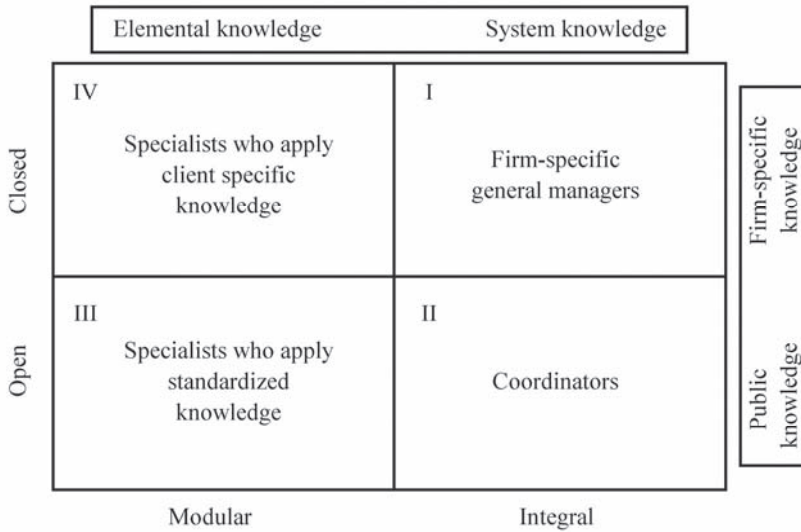 Elemental knowledge System knowledge
IV
Specialists who apply
client specific
knowledge
I
Firm-specific
general managers
Closed
Firm-specific
knowledge
III
Specialists who apply
standardized
knowledge
II
Coordinators
Open
Public
knowledge
Modular Integral